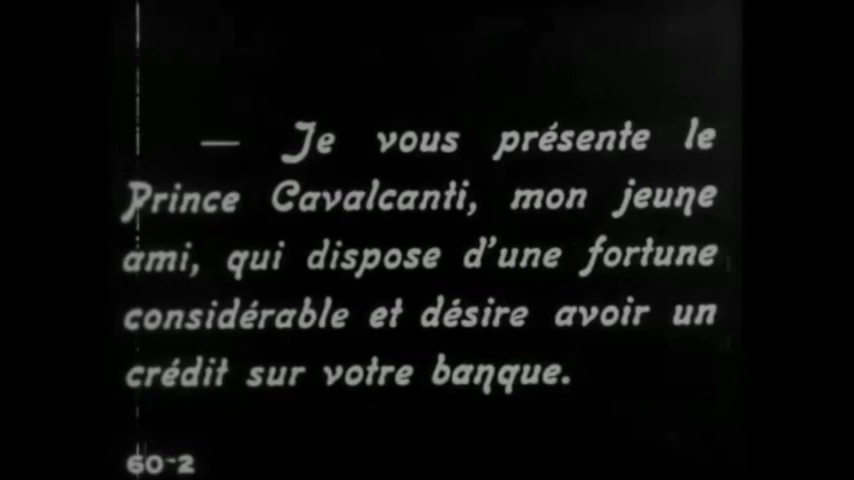 — Je vous présente le
Prince Cavalcanti, mon jeune
ami, qui dispose d'une fortune
considérable et désire avoir un
crédit sur votre banque.
60-2